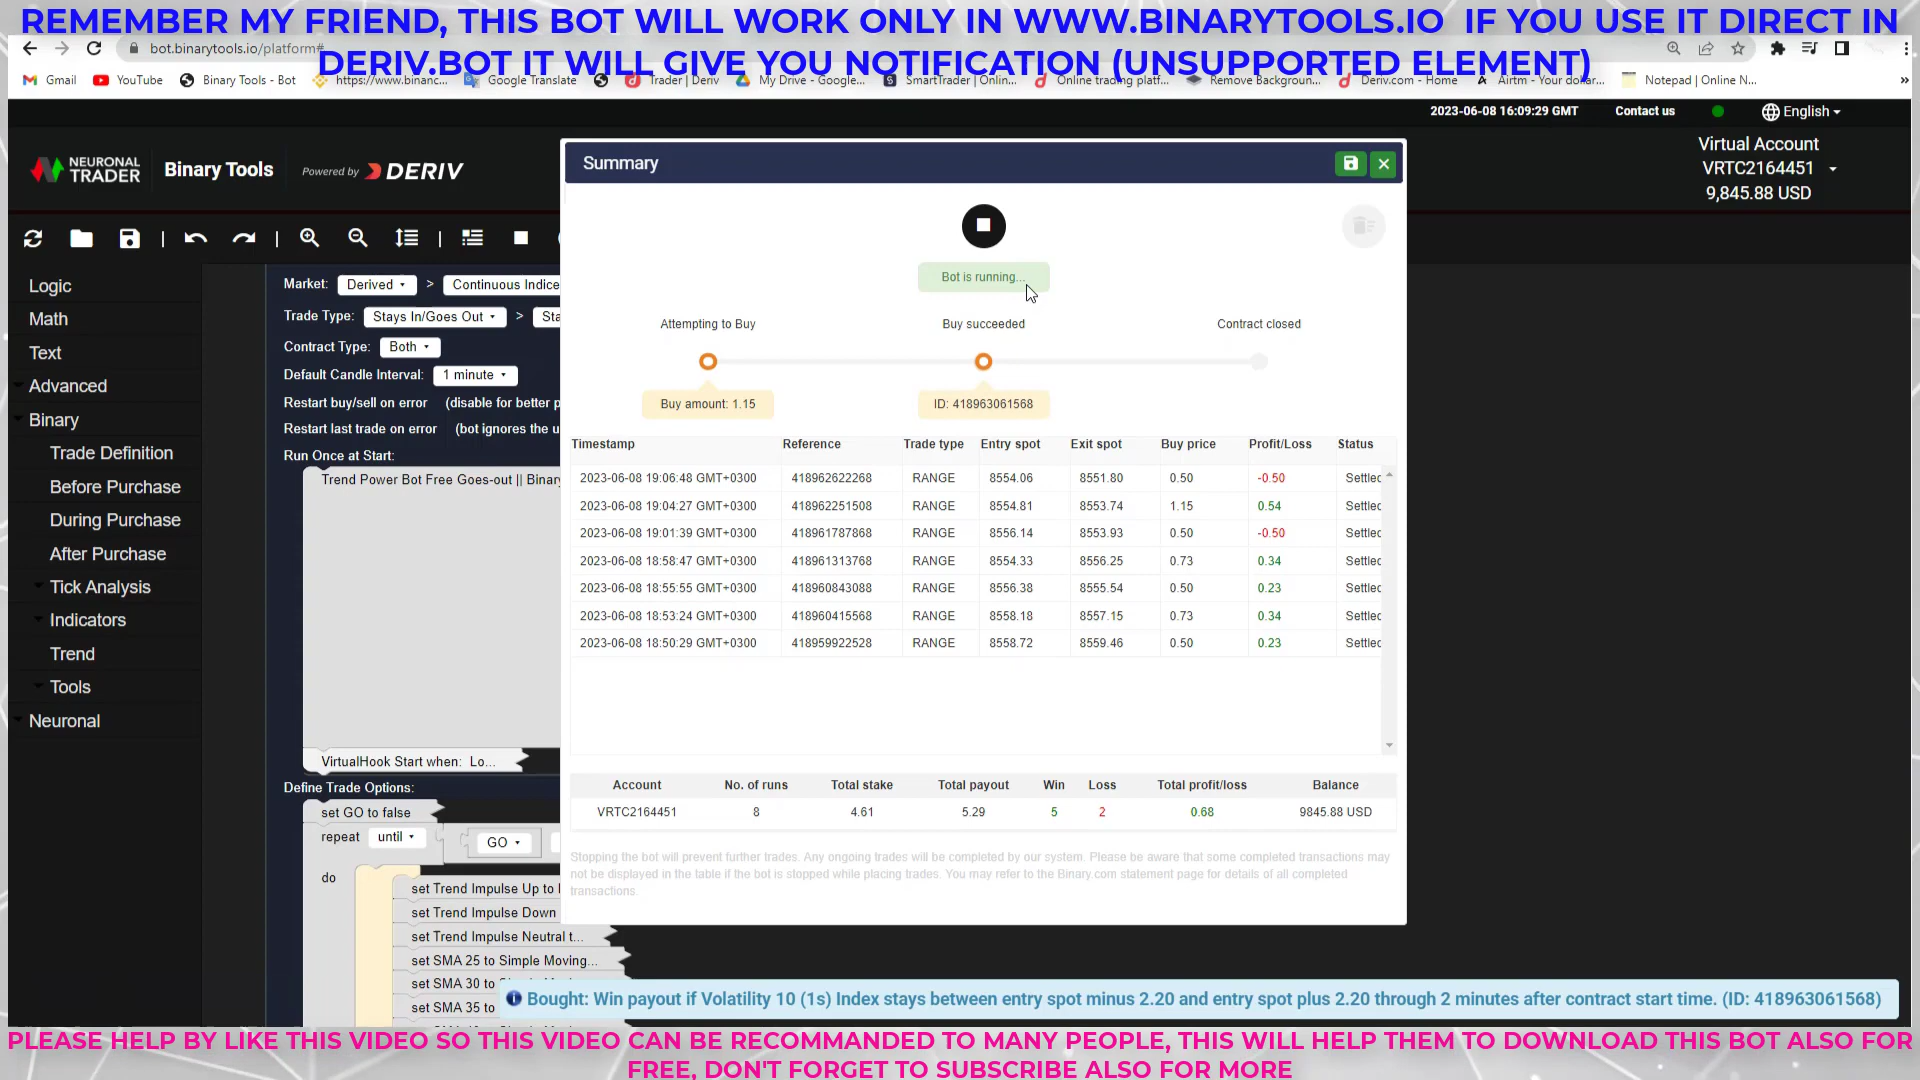 REMEMBER MY FRIEND, THIS BOT WILL WORK ONLY IN WWW.BINARYTOOLS.IO IF YOU USE IT DIRECT IN
DERIV.BOT IT WILL GIVE YOU NOTIFICATION (UNSUPPORTED ELEMENT)
bot.binarytools.io/platform#
Gmail YouTube Binary Tools - Bot https://www.binanc... Google Translate Trader | Deriv My Drive - Google... SmartTrader | Onlin... Online trading platf... Remove Backgroun... Deriv.com - Home Airtm - Your dollar... Notepad | Online N... »
2023-06-08 16:09:29 GMT Contact us English
NEURONAL TRADER Binary Tools Powered by DERIV
Virtual Account
VRTC2164451
9,845.88 USD
Summary
Logic
Math
Text
Advanced
Binary
Trade Definition
Before Purchase
During Purchase
After Purchase
Tick Analysis
Indicators
Trend
Tools
Neuronal
Market: Derived > Continuous Indice
Trade Type: Stays In/Goes Out > Sta
Contract Type: Both
Default Candle Interval: 1 minute
Restart buy/sell on error (disable for better p
Restart last trade on error (bot ignores the u
Run Once at Start:
Trend Power Bot Free Goes-out || Binary
VirtualHook Start when: Lo...
Define Trade Options:
set GO to false
repeat until GO
do
set Trend Impulse Up to
set Trend Impulse Down
set Trend Impulse Neutral t...
set SMA 25 to Simple Moving...
set SMA 30 to
set SMA 35 to
Bot is running...
Attempting to Buy Buy succeeded Contract closed
Buy amount: 1.15 ID: 418963061568
Timestamp Reference Trade type Entry spot Exit spot Buy price Profit/Loss Status
2023-06-08 19:06:48 GMT+0300 418962622268 RANGE 8554.06 8551.80 0.50 -0.50 Settled
2023-06-08 19:04:27 GMT+0300 418962251508 RANGE 8554.81 8553.74 1.15 0.54 Settled
2023-06-08 19:01:39 GMT+0300 418961787868 RANGE 8556.14 8553.93 0.50 -0.50 Settled
2023-06-08 18:58:47 GMT+0300 418961313768 RANGE 8554.33 8556.25 0.73 0.34 Settled
2023-06-08 18:55:55 GMT+0300 418960843088 RANGE 8556.38 8555.54 0.50 0.23 Settled
2023-06-08 18:53:24 GMT+0300 418960415568 RANGE 8558.18 8557.15 0.73 0.34 Settled
2023-06-08 18:50:29 GMT+0300 418959922528 RANGE 8558.72 8559.46 0.50 0.23 Settled
Account No. of runs Total stake Total payout Win Loss Total profit/loss Balance
VRTC2164451 8 4.61 5.29 5 2 0.68 9845.88 USD
Stopping the bot will prevent further trades. Any ongoing trades will be completed by our system. Please be aware that some completed transactions may
not be displayed in the table if the bot is stopped while placing trades. You may refer to the Binary.com statement page for details of all completed
transactions.
Bought: Win payout if Volatility 10 (1s) Index stays between entry spot minus 2.20 and entry spot plus 2.20 through 2 minutes after contract start time. (ID: 418963061568)
PLEASE HELP BY LIKE THIS VIDEO SO THIS VIDEO CAN BE RECOMMANDED TO MANY PEOPLE, THIS WILL HELP THEM TO DOWNLOAD THIS BOT ALSO FOR
FREE, DON'T FORGET TO SUBSCRIBE ALSO FOR MORE